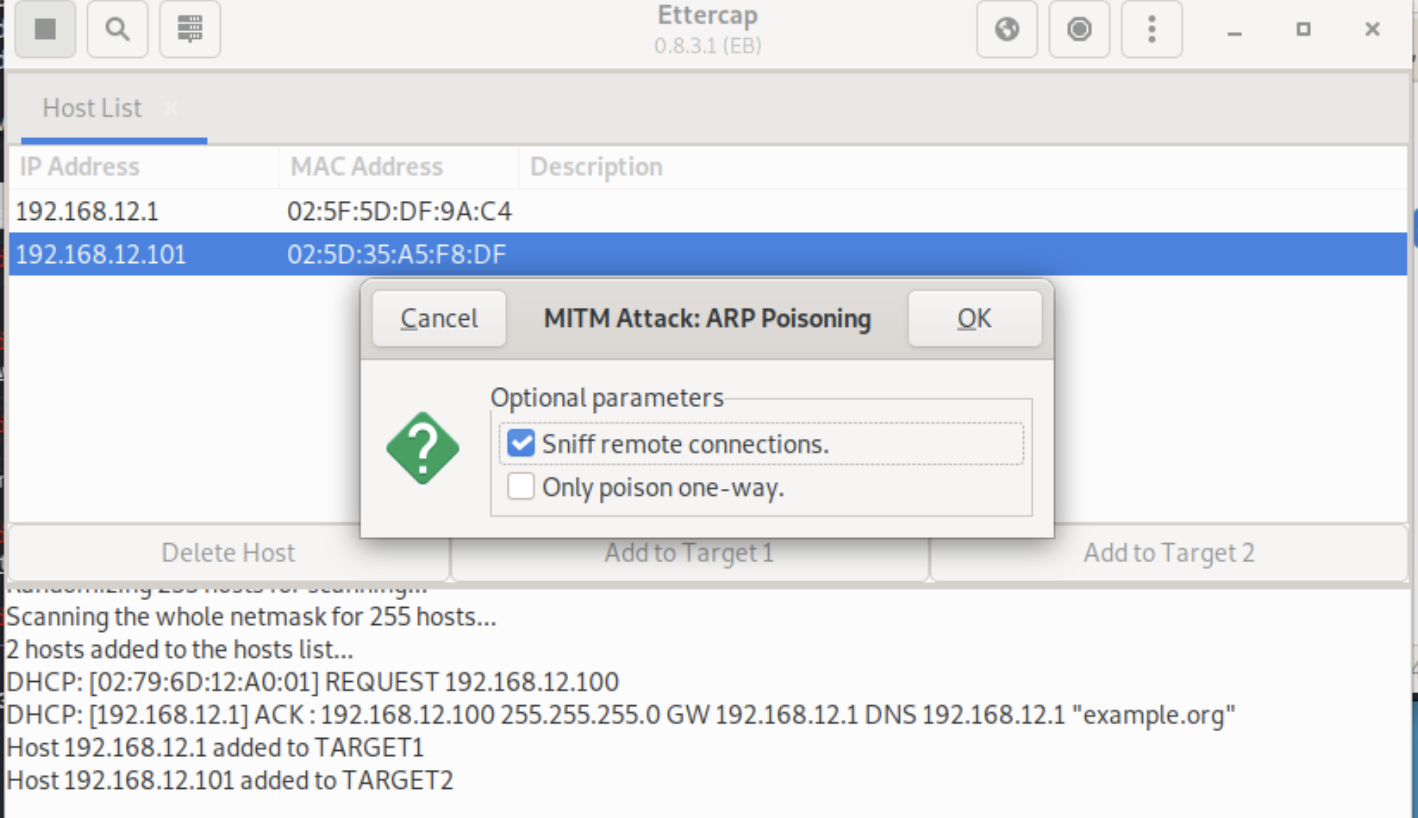 Ettercap
0.8.3.1 (EB)
Host List ×
IP Address MAC Address Description
192.168.12.1 02:5F:5D:DF:9A:C4
192.168.12.101 02:5D:35:A5:F8:DF
Cancel MITM Attack: ARP Poisoning OK
Optional parameters
Sniff remote connections.
Only poison one-way.
Delete Host Add to Target 1 Add to Target 2
Randomizing 255 hosts for scanning...
Scanning the whole netmask for 255 hosts...
2 hosts added to the hosts list...
DHCP: [02:79:6D:12:A0:01] REQUEST 192.168.12.100
DHCP: [192.168.12.1] ACK : 192.168.12.100 255.255.255.0 GW 192.168.12.1 DNS 192.168.12.1 "example.org"
Host 192.168.12.1 added to TARGET1
Host 192.168.12.101 added to TARGET2